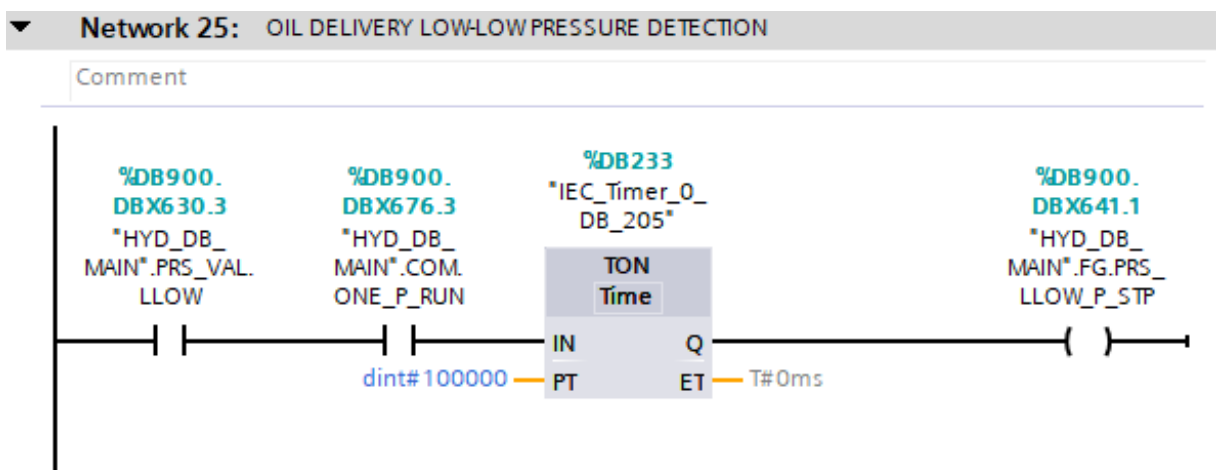 Network 25: OIL DELIVERY LOW-LOW PRESSURE DETECTION
Comment
%DB900.
DBX630.3
"HYD_DB_
MAIN".PRS_VAL.
LLOW
%DB900.
DBX676.3
"HYD_DB_
MAIN".COM.
ONE_P_RUN
%DB233
"IEC_Timer_0_
DB_205"
TON
Time
IN
Q
dint#100000
PT
ET
T#0ms
%DB900.
DBX641.1
"HYD_DB_
MAIN".FG.PRS_
LLOW_P_STP